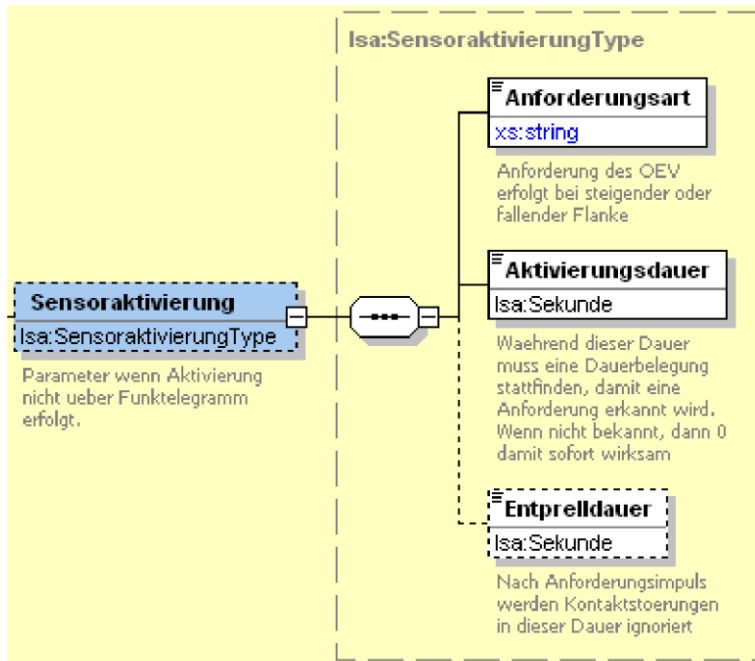 lsa:SensoraktivierungType
Anforderungsart
xs:string
Anforderung des OEV
erfolgt bei steigender oder
fallender Flanke
Aktivierungsdauer
lsa:Sekunde
Waehrend dieser Dauer
muss eine Dauerbelegung
stattfinden, damit eine
Anforderung erkannt wird.
Wenn nicht bekannt, dann 0
damit sofort wirksam
Sensoraktivierung
lsa:SensoraktivierungType
Parameter wenn Aktivierung
nicht ueber Funktelegramm
erfolgt.
Entprelldauer
lsa:Sekunde
Nach Anforderungsimpuls
werden Kontaktstoerungen
in dieser Dauer ignoriert